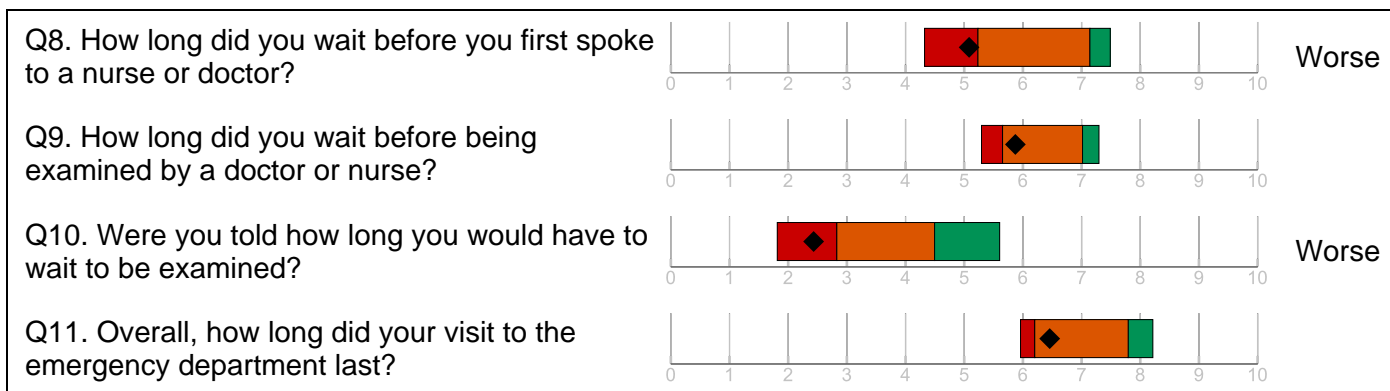 Q8. How long did you wait before you first spoke
to a nurse or doctor?
0 1 2 3 4 5 6 7 8 9 10
Worse
Q9. How long did you wait before being
examined by a doctor or nurse?
0 1 2 3 4 5 6 7 8 9 10
Q10. Were you told how long you would have to
wait to be examined?
0 1 2 3 4 5 6 7 8 9 10
Worse
Q11. Overall, how long did your visit to the
emergency department last?
0 1 2 3 4 5 6 7 8 9 10